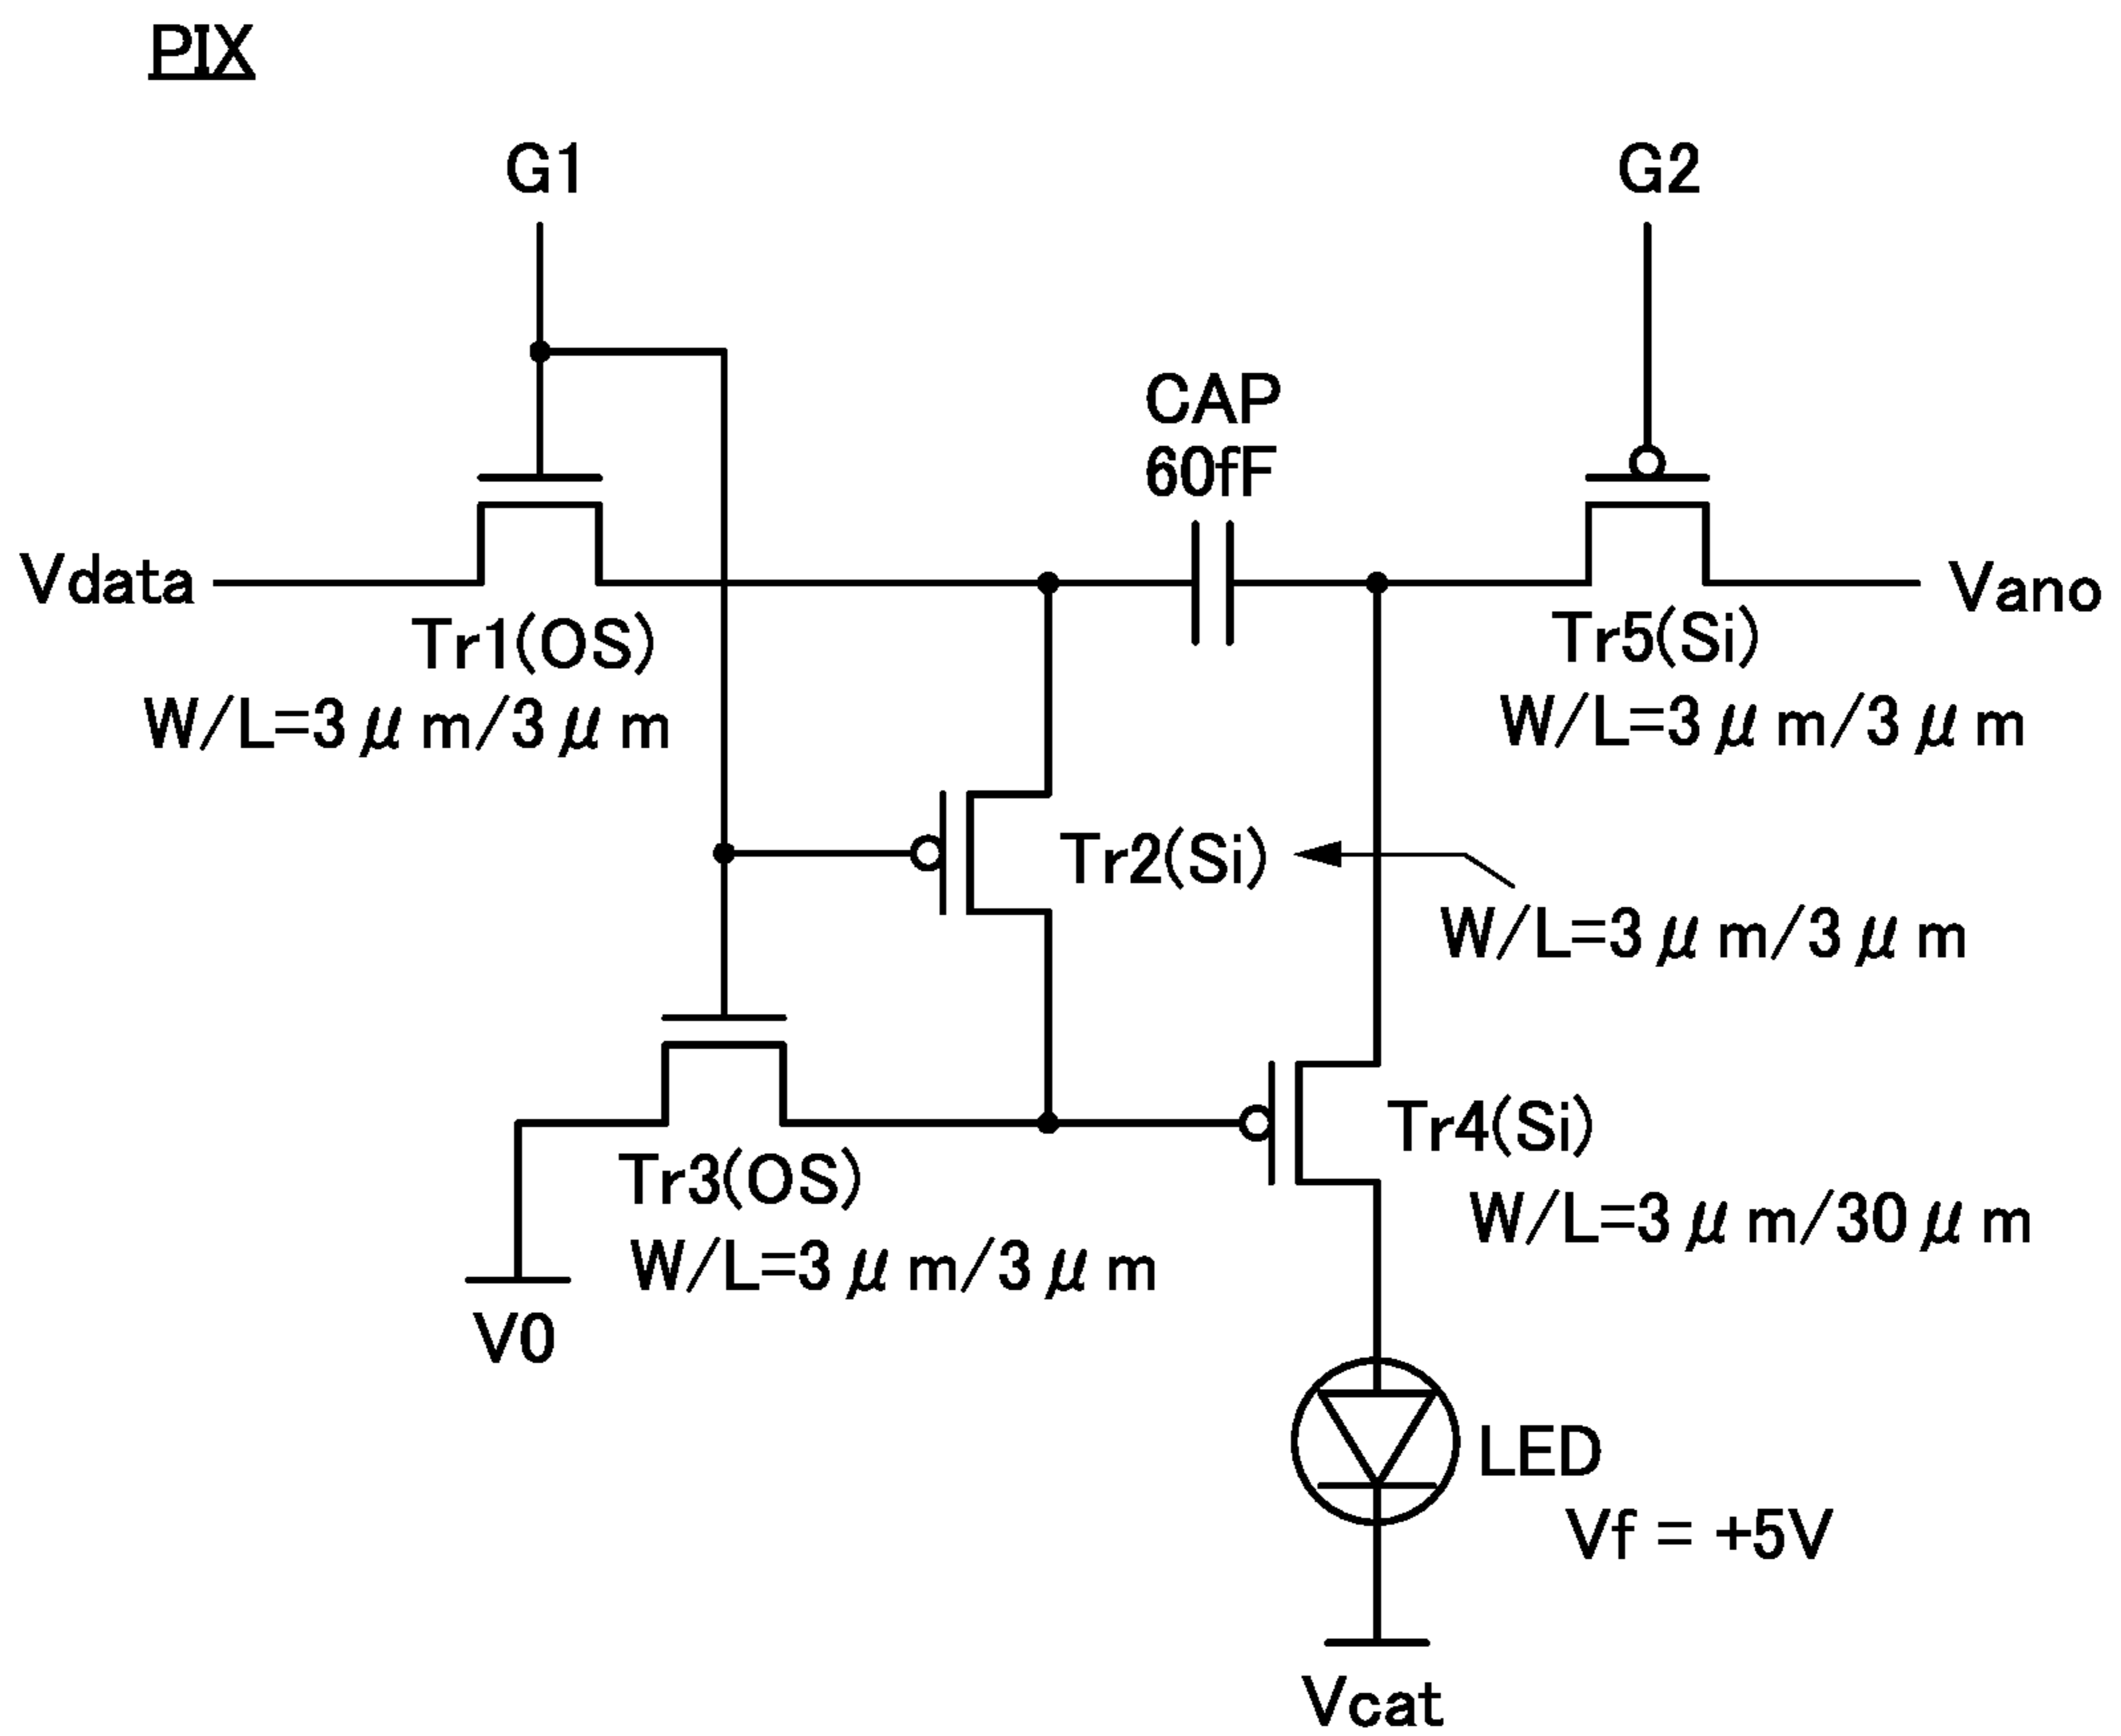 PIX
G1
G2
CAP
60fF
Vdata
Vano
Tr1(OS)
W/L=3μm/3μm
Tr5(Si)
W/L=3μm/3μm
Tr2(Si)
W/L=3μm/3μm
Tr4(Si)
W/L=3μm/30μm
Tr3(OS)
W/L=3μm/3μm
V0
LED
Vf = +5V
Vcat